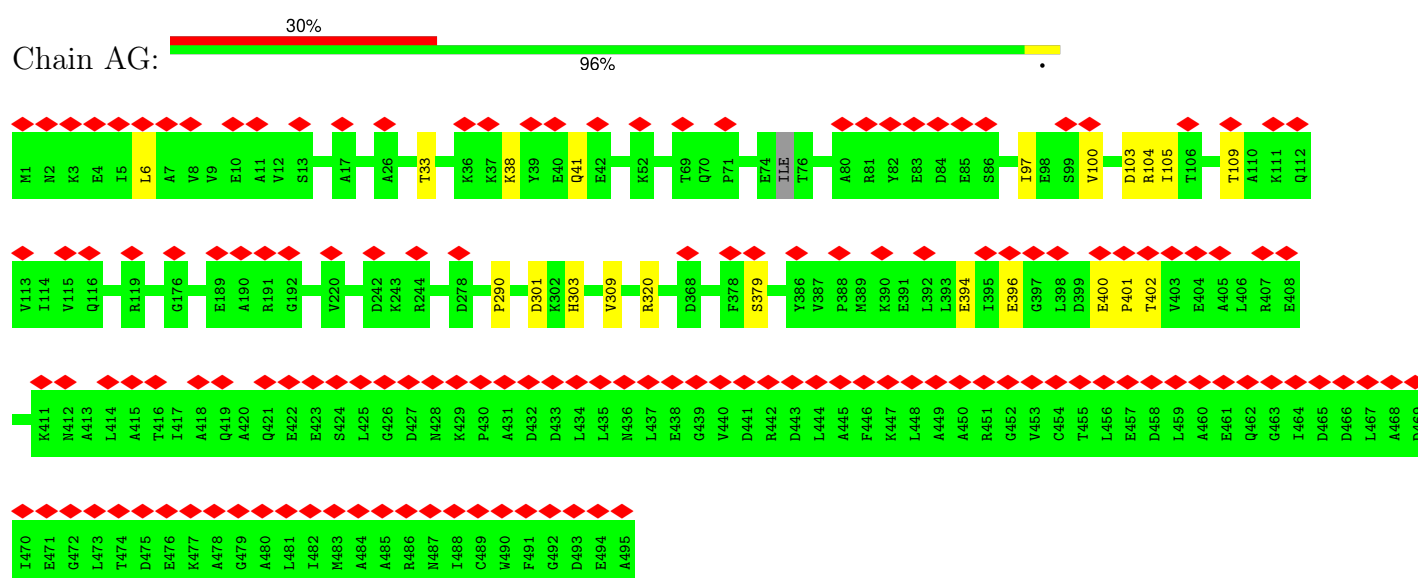 30%
Chain AG:
96%
•
M1 N2 K3 E4 I5 L6 A7 V8 V9 E10 A11 V12 S13 A17 A26 T33 K36 K37 K38 Y39 E40 Q41 E42 K52 T69 Q70 P71 E74 ILE T76 A80 R81 Y82 E83 D84 E85 S86 I97 E98 S99 V100 D103 R104 I105 T106 T109 A110 K111 Q112
V113 I114 V115 Q116 R119 G176 E189 A190 R191 G192 V220 D242 K243 R244 D278 P290 D301 K302 H303 V309 R320 D368 F378 S379 Y386 V387 P388 M389 K390 E391 L392 L393 E394 I395 E396 G397 L398 D399 E400 P401 T402 V403 E404 A405 L406 R407 E408
K411 N412 A413 L414 A415 T416 I417 A418 Q419 A420 Q421 E422 E423 S424 L425 G426 D427 N428 K429 P430 A431 D432 D433 L434 L435 N436 L437 E438 G439 V440 D441 R442 D443 L444 A445 F446 K447 L448 A449 A450 R451 G452 V453 C454 T455 L456 E457 D458 L459 A460 E461 Q462 G463 I464 D465 D466 L467 A468 D469
I470 E471 G472 L473 T474 D475 E476 K477 A478 G479 A480 L481 I482 M483 A484 A485 R486 N487 I488 C489 W490 F491 G492 D493 E494 A495